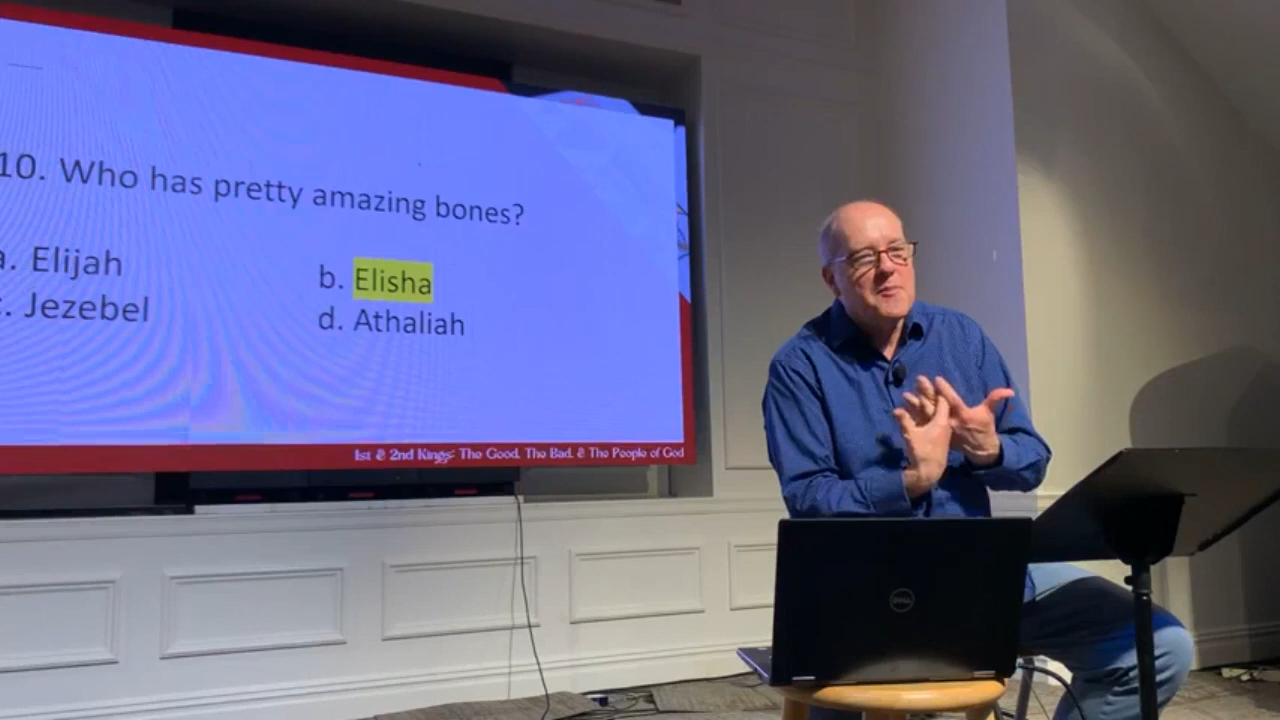 10. Who has pretty amazing bones?
a. Elijah
b. Elisha
c. Jezebel
d. Athaliah
1st & 2nd Kings: The Good, The Bad, & The People of God
DELL